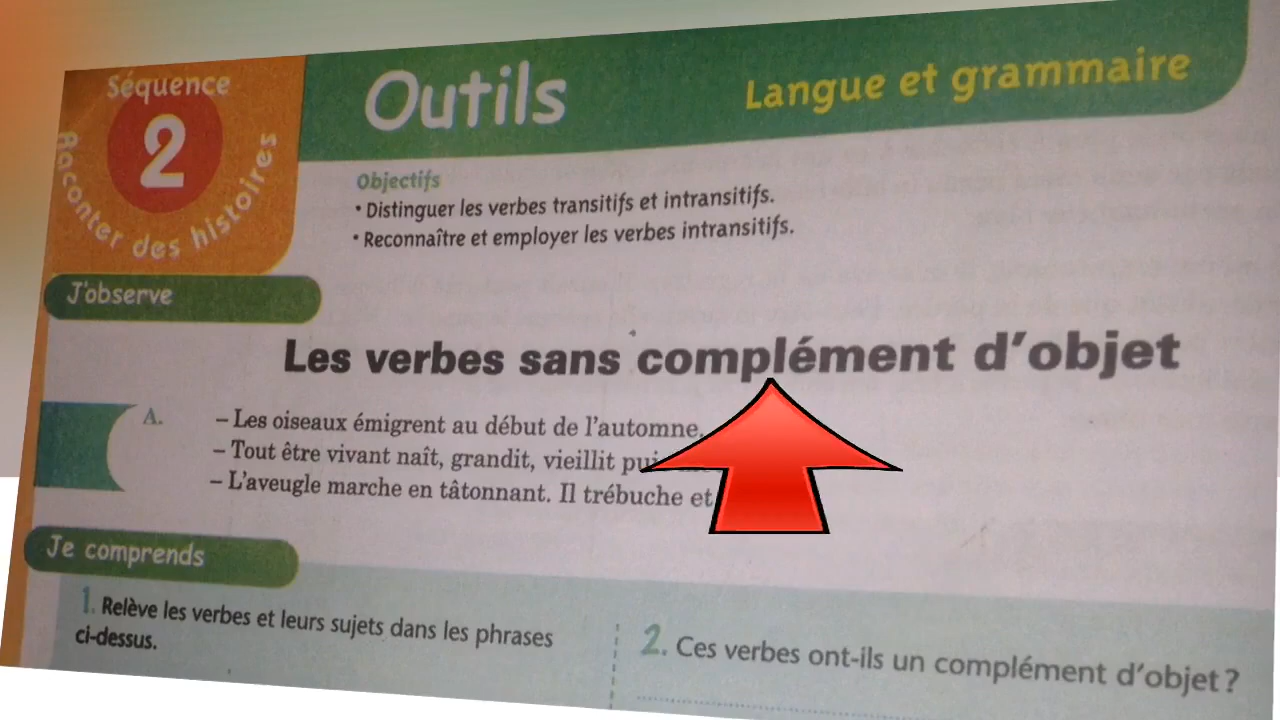 Séquence
2
Raconter des histoires
Outils
Langue et grammaire
Objectifs
• Distinguer les verbes transitifs et intransitifs.
• Reconnaître et employer les verbes intransitifs.
J'observe
Les verbes sans complément d'objet
A.
– Les oiseaux émigrent au début de l'automne.
– Tout être vivant naît, grandit, vieillit
– L'aveugle marche en tâtonnant. Il trébuche et
Je comprends
1. Relève les verbes et leurs sujets dans les phrases
ci-dessus.
2. Ces verbes ont-ils un complément d'objet ?